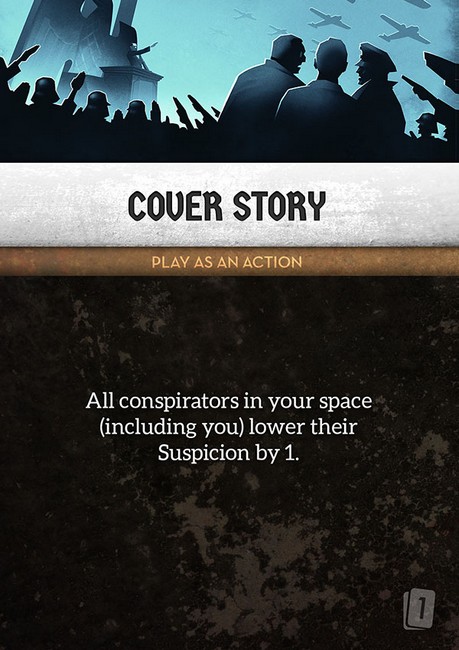 COVER STORY
PLAY AS AN ACTION
All conspirators in your space
(including you) lower their
Suspicion by 1.
1